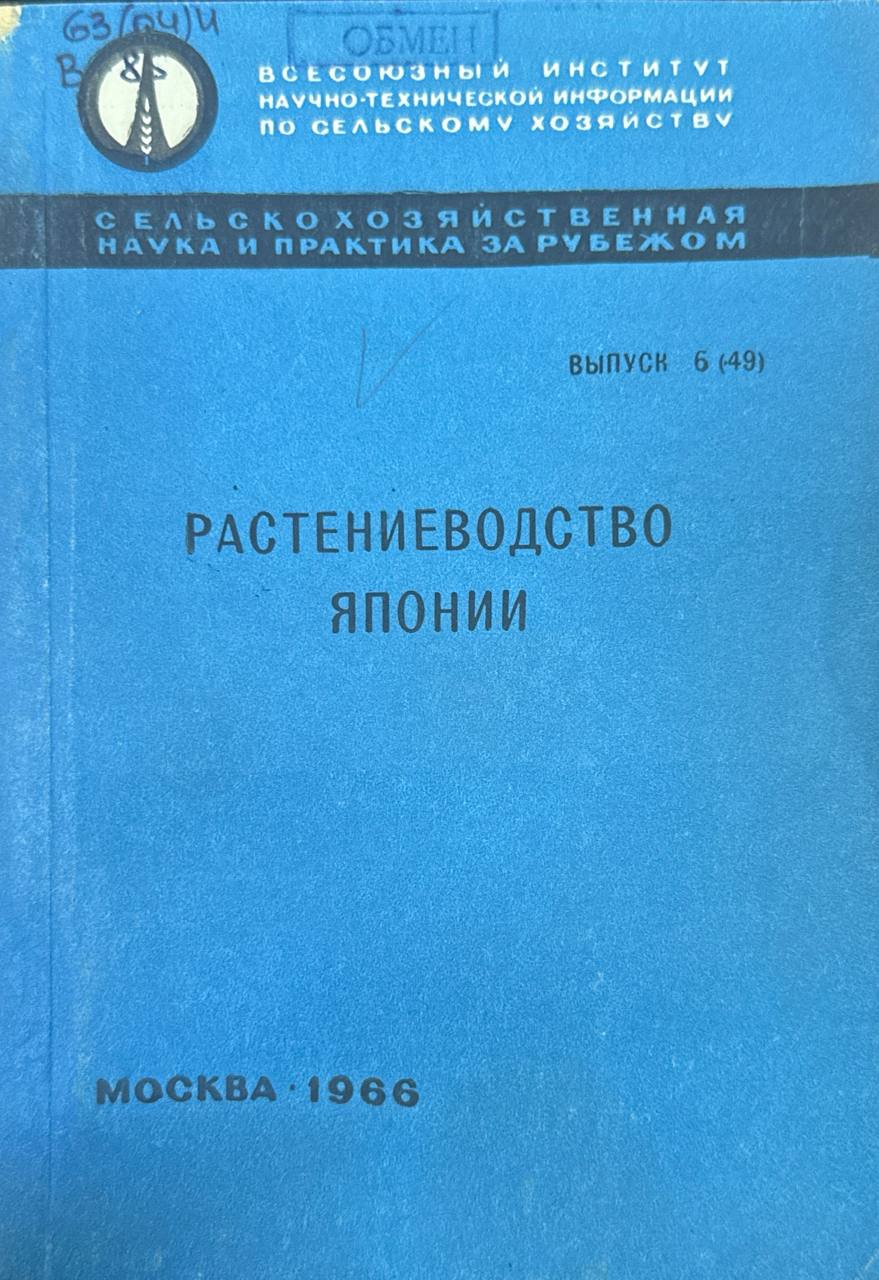 63(04)И
ОБМЕН
В 85
ВСЕСОЮЗНЫЙ ИНСТИТУТ
НАУЧНО-ТЕХНИЧЕСКОЙ ИНФОРМАЦИИ
ПО СЕЛЬСКОМУ ХОЗЯЙСТВУ
СЕЛЬСКОХОЗЯЙСТВЕННАЯ
НАУКА И ПРАКТИКА ЗА РУБЕЖОМ
ВЫПУСК 6 (49)
РАСТЕНИЕВОДСТВО
ЯПОНИИ
МОСКВА · 1966